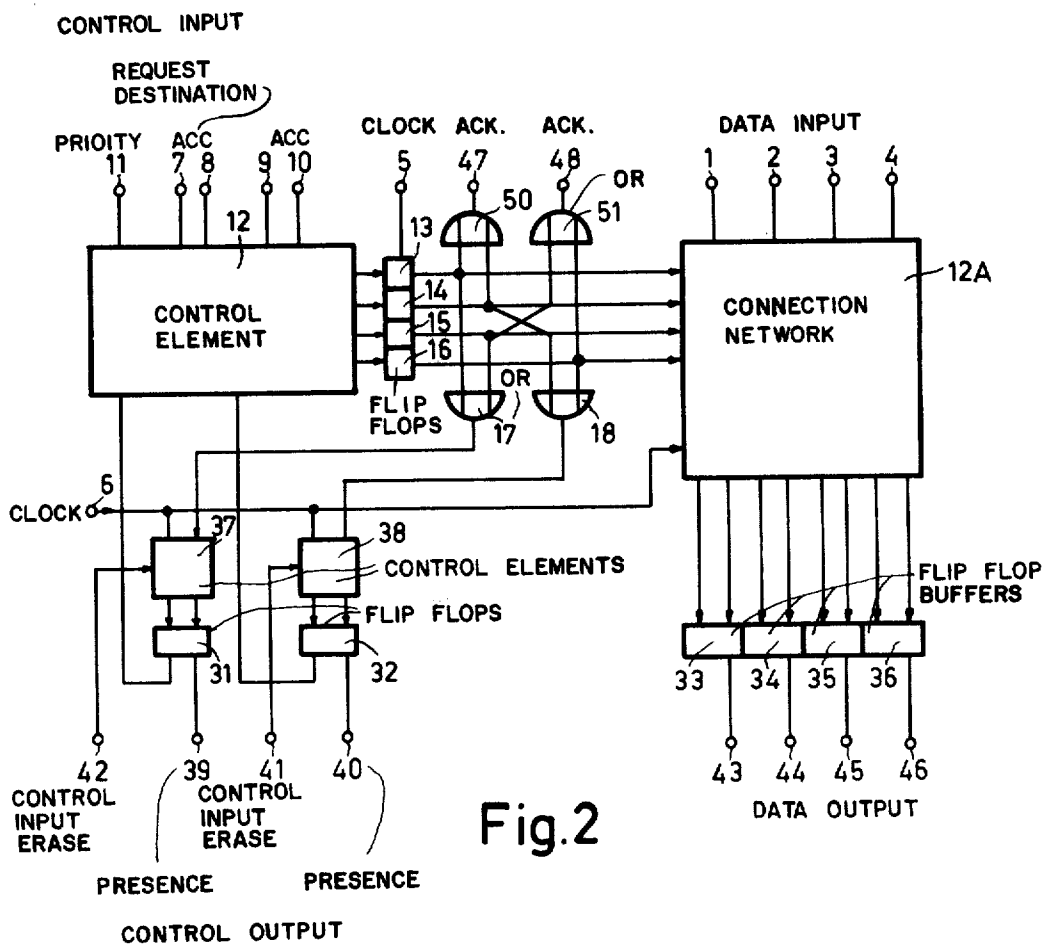 CONTROL INPUT
REQUEST
DESTINATION
PRIOITY ACC ACC CLOCK ACK. ACK. DATA INPUT
11 7 8 9 10 5 47 48 1 2 3 4
OR
12 50 51
13
12A
14
CONTROL
ELEMENT
CONNECTION
NETWORK
15
16
FLIP
FLOPS
OR
17 18
6
CLOCK
37 38
CONTROL ELEMENTS
FLIP FLOP
BUFFERS
FLIP FLOPS
31 32
33 34 35 36
42 39 41 40
43 44 45 46
CONTROL
INPUT
ERASE
CONTROL
INPUT
ERASE
DATA OUTPUT
Fig.2
PRESENCE PRESENCE
CONTROL OUTPUT